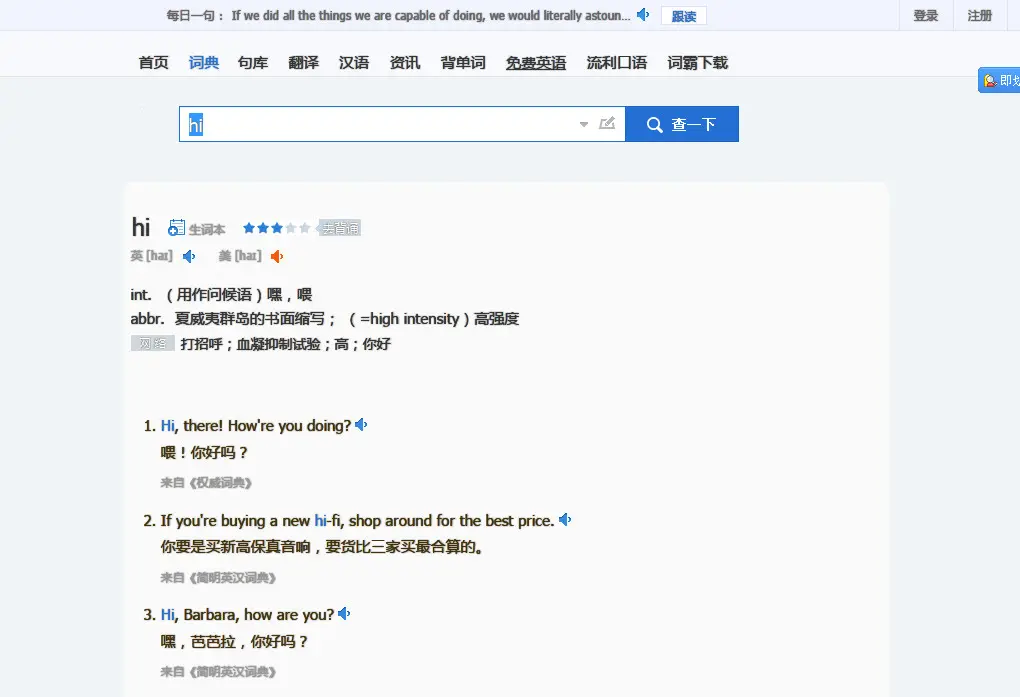 每日一句： If we did all the things we are capable of doing, we would literally astoun... 跟读 登录 注册
首页 词典 句库 翻译 汉语 资讯 背单词 免费英语 流利口语 词霸下载
即划
hi 查一下
hi 生词本 去背诵
英 [haɪ] 美 [haɪ]
int. （用作问候语）嘿，喂
abbr. 夏威夷群岛的书面缩写； （=high intensity）高强度
网络 打招呼；血凝抑制试验；高；你好
1. Hi, there! How're you doing?
喂！你好吗？
来自《权威词典》
2. If you're buying a new hi-fi, shop around for the best price.
你要是买新高保真音响，要货比三家买最合算的。
来自《简明英汉词典》
3. Hi, Barbara, how are you?
嘿，芭芭拉，你好吗？
来自《简明英汉词典》